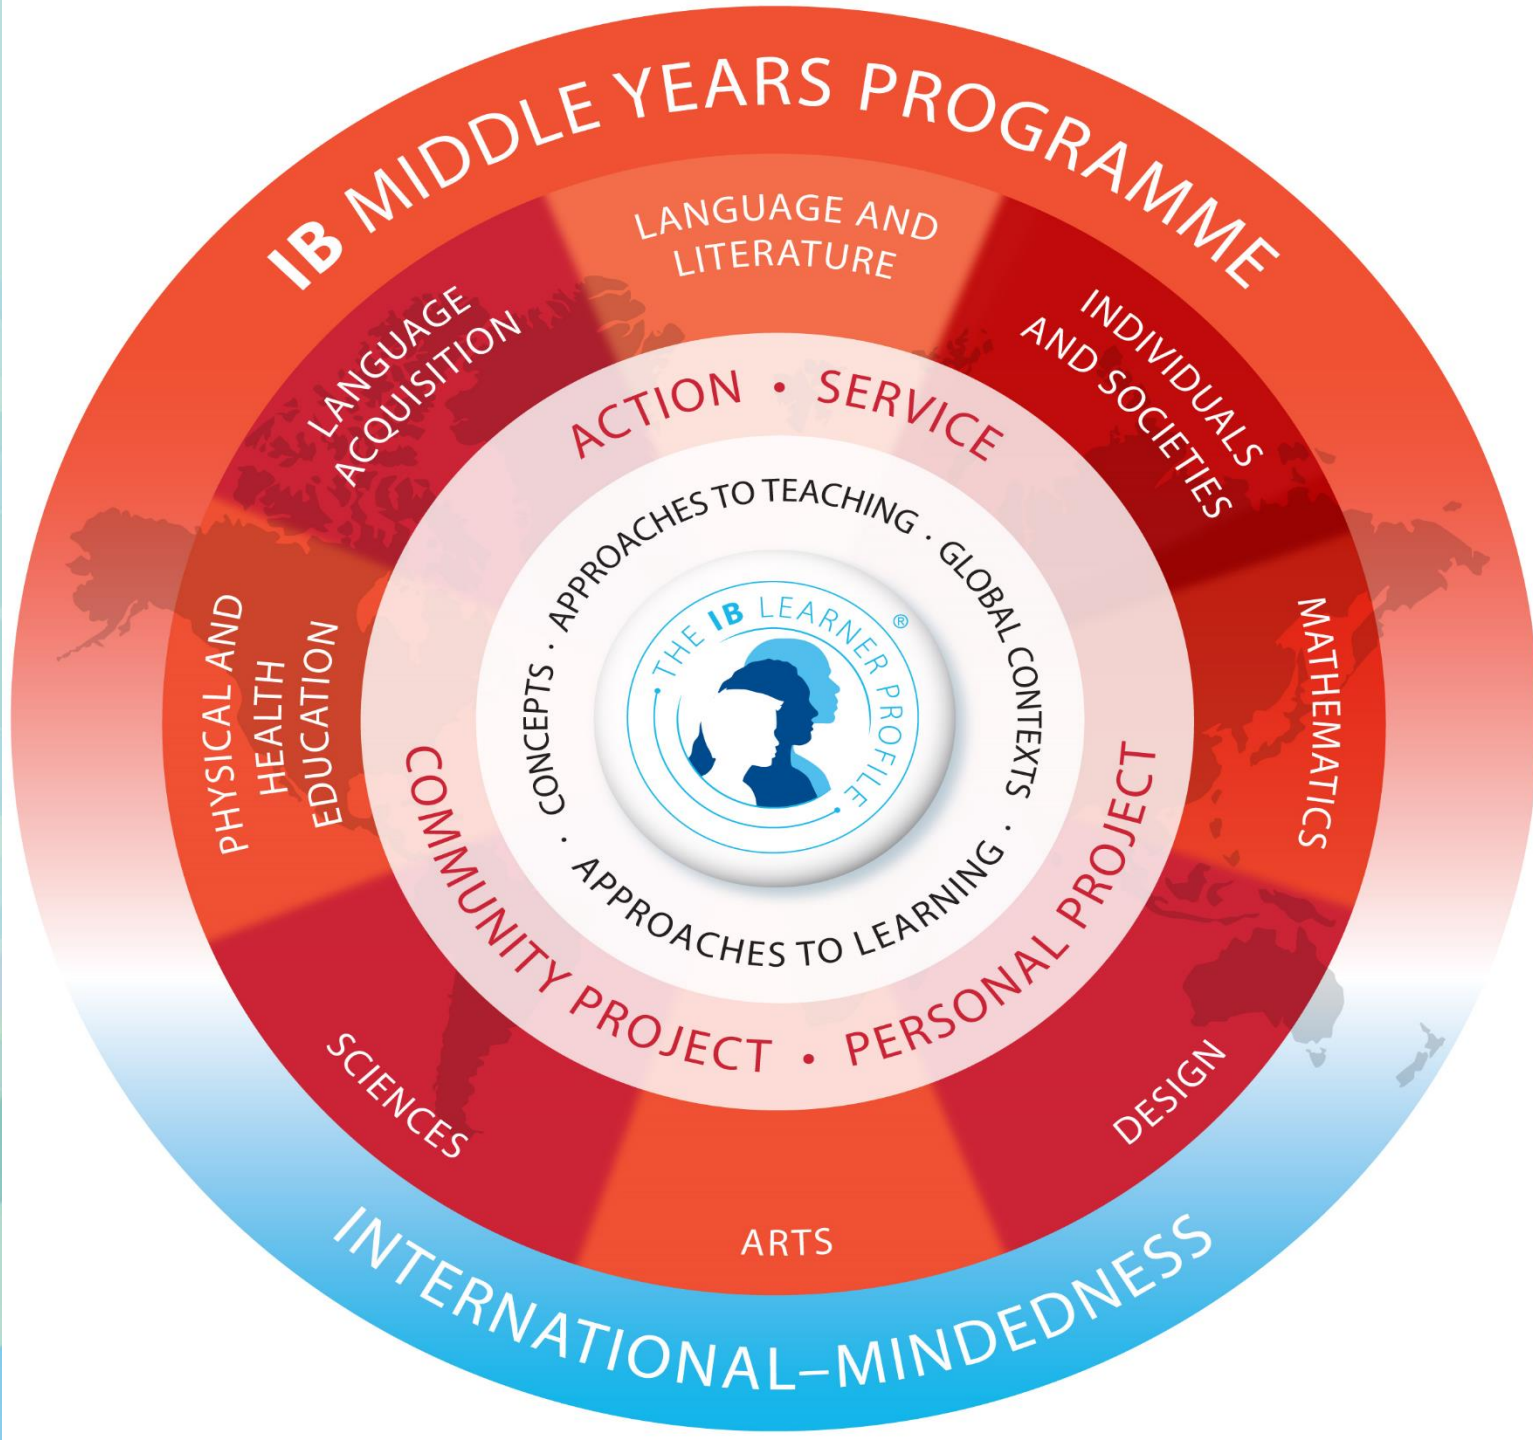 IB MIDDLE YEARS PROGRAMME
LANGUAGE AND
LITERATURE
INDIVIDUALS
AND SOCIETIES
MATHEMATICS
DESIGN
ARTS
SCIENCES
PHYSICAL AND
HEALTH
EDUCATION
LANGUAGE
ACQUISITION
ACTION • SERVICE
COMMUNITY PROJECT • PERSONAL PROJECT
CONCEPTS · APPROACHES TO TEACHING · GLOBAL CONTEXTS ·
APPROACHES TO LEARNING ·
• THE IB LEARNER PROFILE •
®
INTERNATIONAL–MINDEDNESS